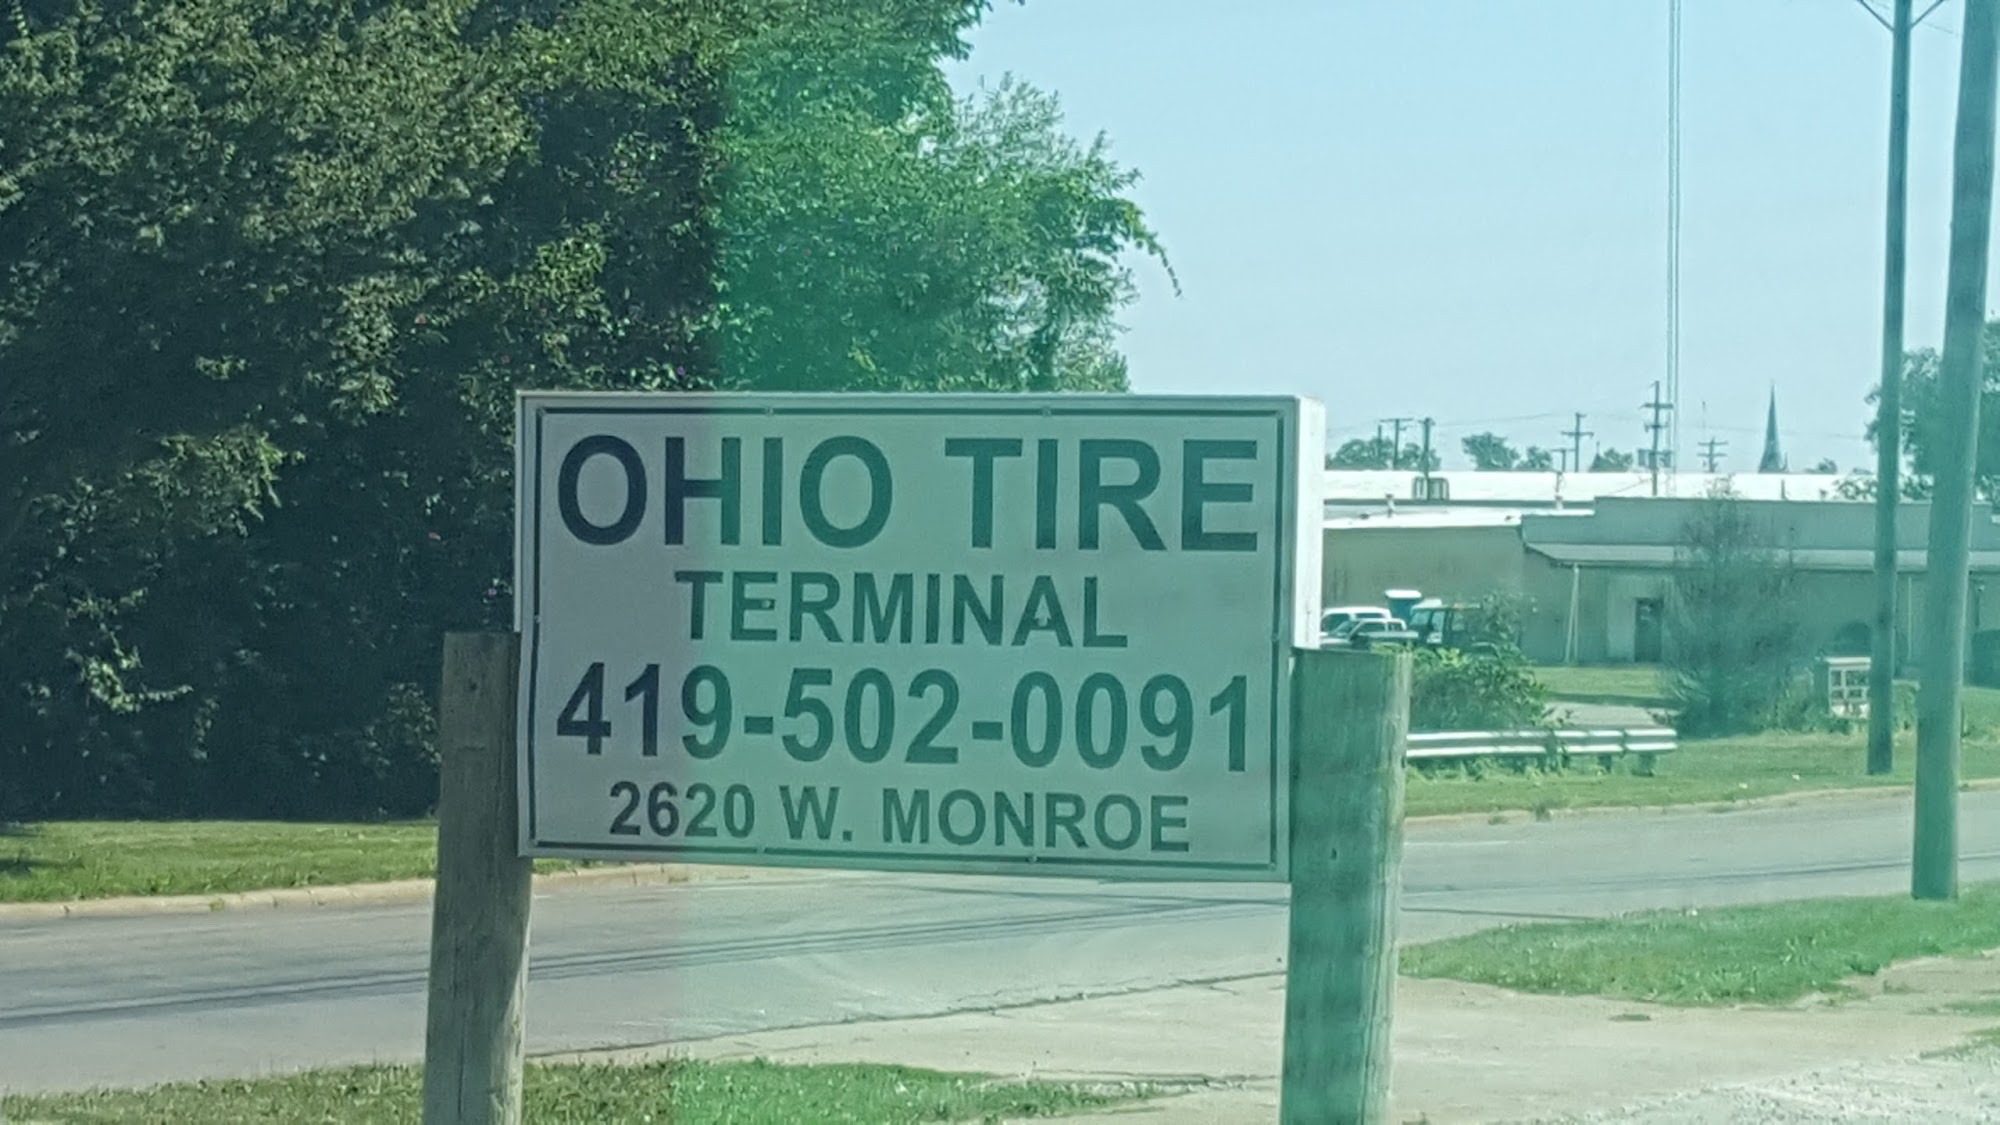 OHIO TIRE
TERMINAL
419-502-0091
2620 W. MONROE